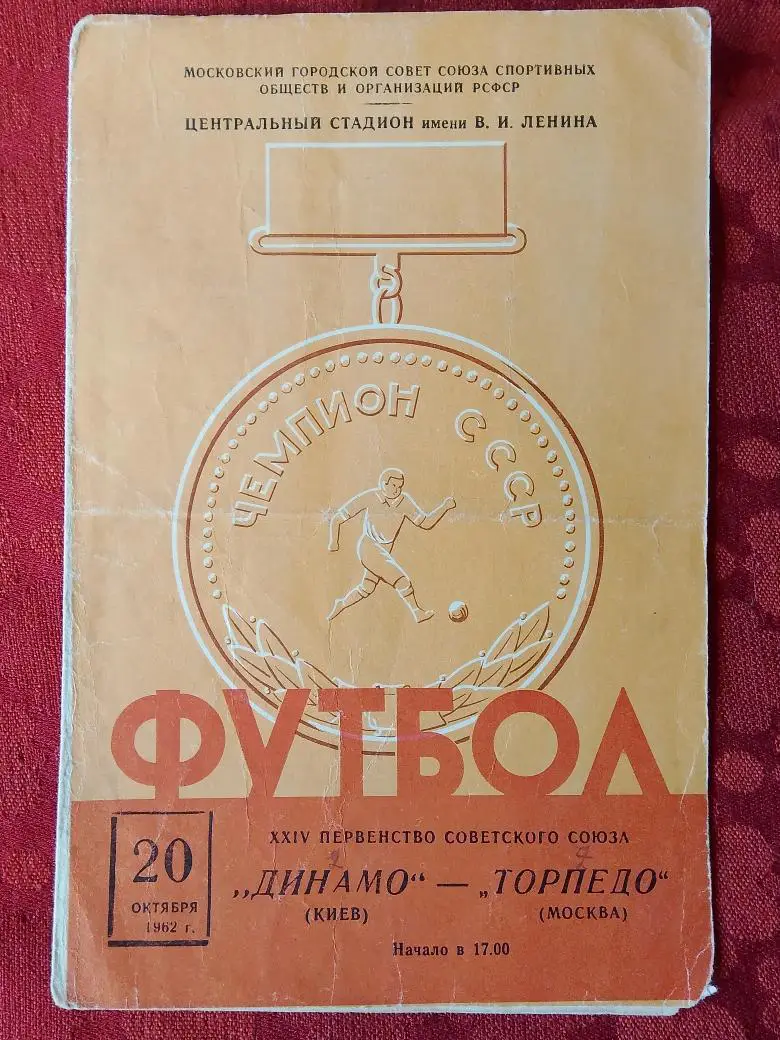 МОСКОВСКИЙ ГОРОДСКОЙ СОВЕТ СОЮЗА СПОРТИВНЫХ
ОБЩЕСТВ И ОРГАНИЗАЦИЙ РСФСР
ЦЕНТРАЛЬНЫЙ СТАДИОН имени В. И. ЛЕНИНА
ЧЕМПИОН СССР
ФУТБОЛ
20
ОКТЯБРЯ
1962 г.
XXIV ПЕРВЕНСТВО СОВЕТСКОГО СОЮЗА
„ДИНАМО“ — „ТОРПЕДО“
(КИЕВ) (МОСКВА)
Начало в 17.00